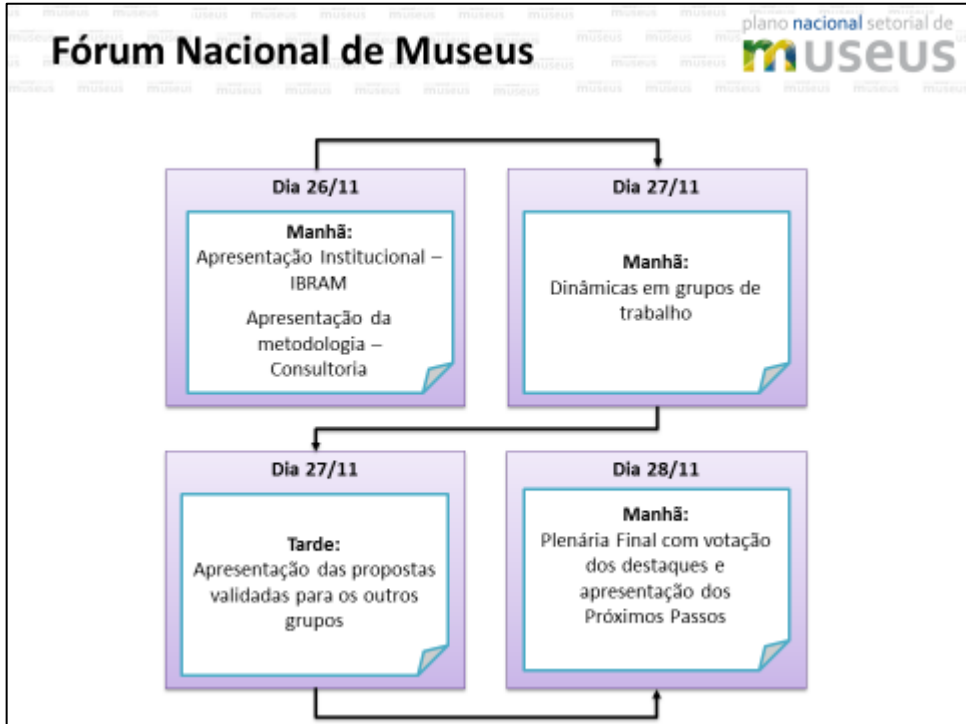 Fórum Nacional de Museus
plano nacional setorial de
museus
Dia 26/11
Manhã:
Apresentação Institucional –
IBRAM
Apresentação da
metodologia –
Consultoria
Dia 27/11
Manhã:
Dinâmicas em grupos de
trabalho
Dia 27/11
Tarde:
Apresentação das propostas
validadas para os outros
grupos
Dia 28/11
Manhã:
Plenária Final com votação
dos destaques e
apresentação dos
Próximos Passos